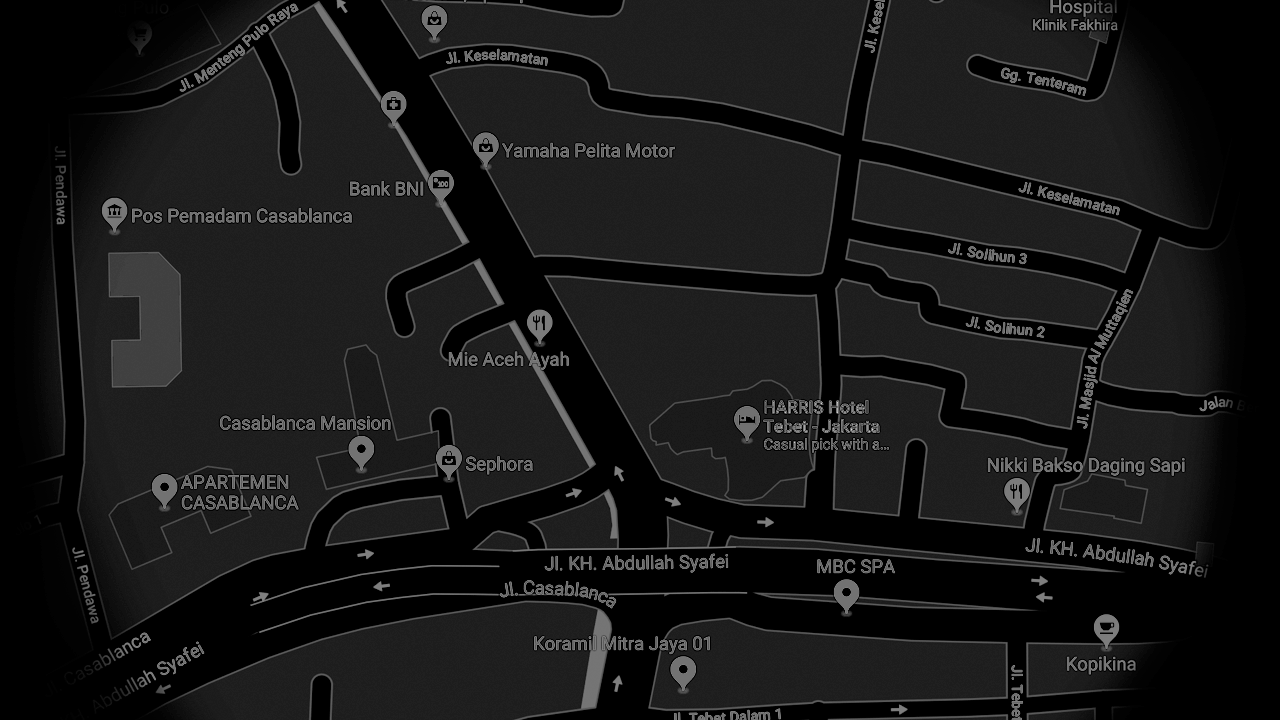 Hospital
Klinik Fakhira
Jl. Menteng Pulo Raya
Jl. Keselamatan
Gg. Tenteram
Yamaha Pelita Motor
Jl. Pendawa
Bank BNI
Jl. Keselamatan
Pos Pemadam Casablanca
Jl. Solihun 3
Jl. Solihun 2
Jl. Masjid Al Muttaqien
Mie Aceh Ayah
Jalan
HARRIS Hotel
Tebet - Jakarta
Casual pick with a...
Casablanca Mansion
Sephora
Nikki Bakso Daging Sapi
APARTEMEN
CASABLANCA
Jl. KH. Abdullah Syafei
Jl. KH. Abdullah Syafei
MBC SPA
Jl. Casablanca
Jl. Pendawa
Koramil Mitra Jaya 01
Casablanca
Abdullah Syafei
Kopikina
Jl. Tebet
Jl. Tebet Dalam 1